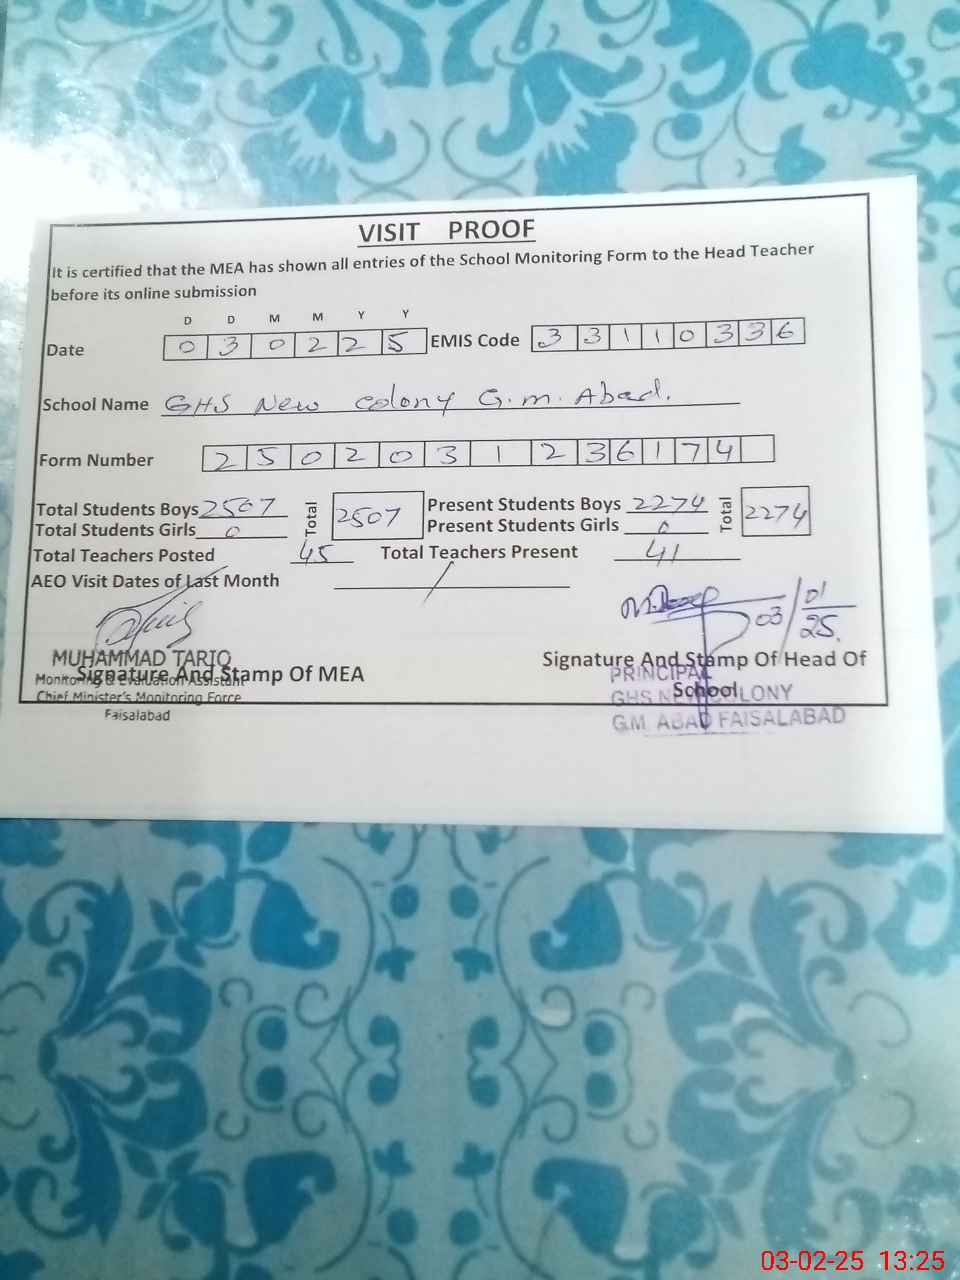 VISIT PROOF
It is certified that the MEA has shown all entries of the School Monitoring Form to the Head Teacher
before its online submission
D D M M Y Y
Date 0 3 0 2 2 5 EMIS Code 3 3 1 1 0 3 3 6
School Name GHS New colony G.M. Abad.
Form Number 2 5 0 2 0 3 1 2 3 6 1 7 4
Total Students Boys 2507 Total 2507 Present Students Boys 2274 Total 2274
Total Students Girls 0 Present Students Girls 0
Total Teachers Posted 45 Total Teachers Present 41
AEO Visit Dates of Last Month /
03/01/25.
MUHAMMAD TARIQ
Signature And Stamp Of MEA
Monitoring & Evaluation Assistant
Chief Minister's Monitoring Force
Faisalabad
Signature And Stamp Of Head Of
School
PRINCIPAL
GHS NEW COLONY
G.M. ABAD FAISALABAD
03-02-25 13:25